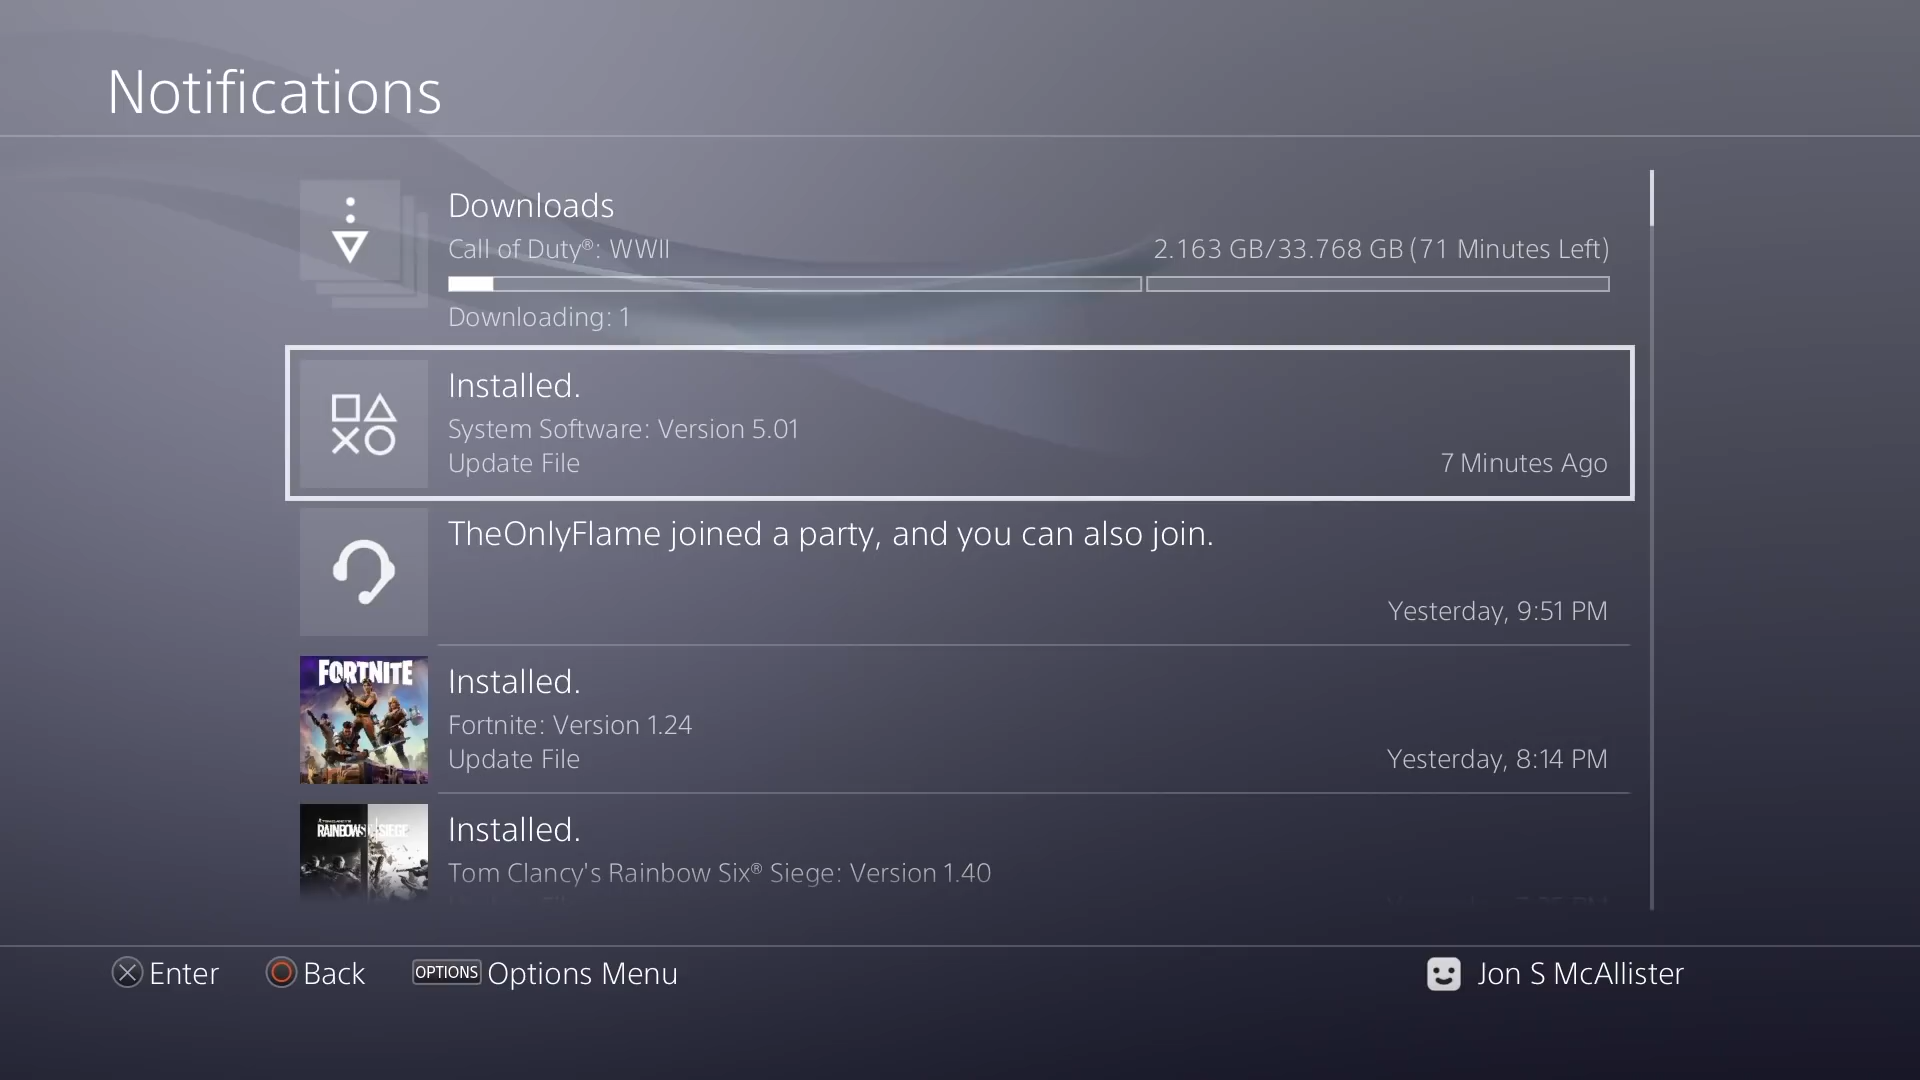 Notifications
Downloads
Call of Duty®: WWII
2.163 GB/33.768 GB (71 Minutes Left)
Downloading: 1
Installed.
System Software: Version 5.01
Update File
7 Minutes Ago
TheOnlyFlame joined a party, and you can also join.
Yesterday, 9:51 PM
FORTNITE
Installed.
Fortnite: Version 1.24
Update File
Yesterday, 8:14 PM
RAINBOW SIX SIEGE
Installed.
Tom Clancy's Rainbow Six® Siege: Version 1.40
Enter
Back
OPTIONS Options Menu
Jon S McAllister